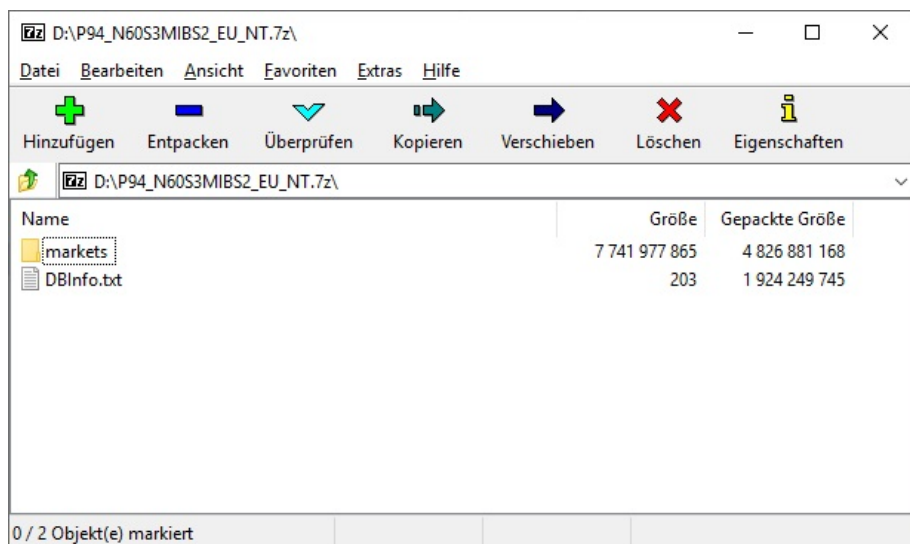 7z D:\P94_N60S3MIBS2_EU_NT.7z\
Datei Bearbeiten Ansicht Favoriten Extras Hilfe
Hinzufügen Entpacken Überprüfen Kopieren Verschieben Löschen Eigenschaften
7z D:\P94_N60S3MIBS2_EU_NT.7z\
Name Größe Gepackte Größe
markets 7 741 977 865 4 826 881 168
DBInfo.txt 203 1 924 249 745
0 / 2 Objekt(e) markiert